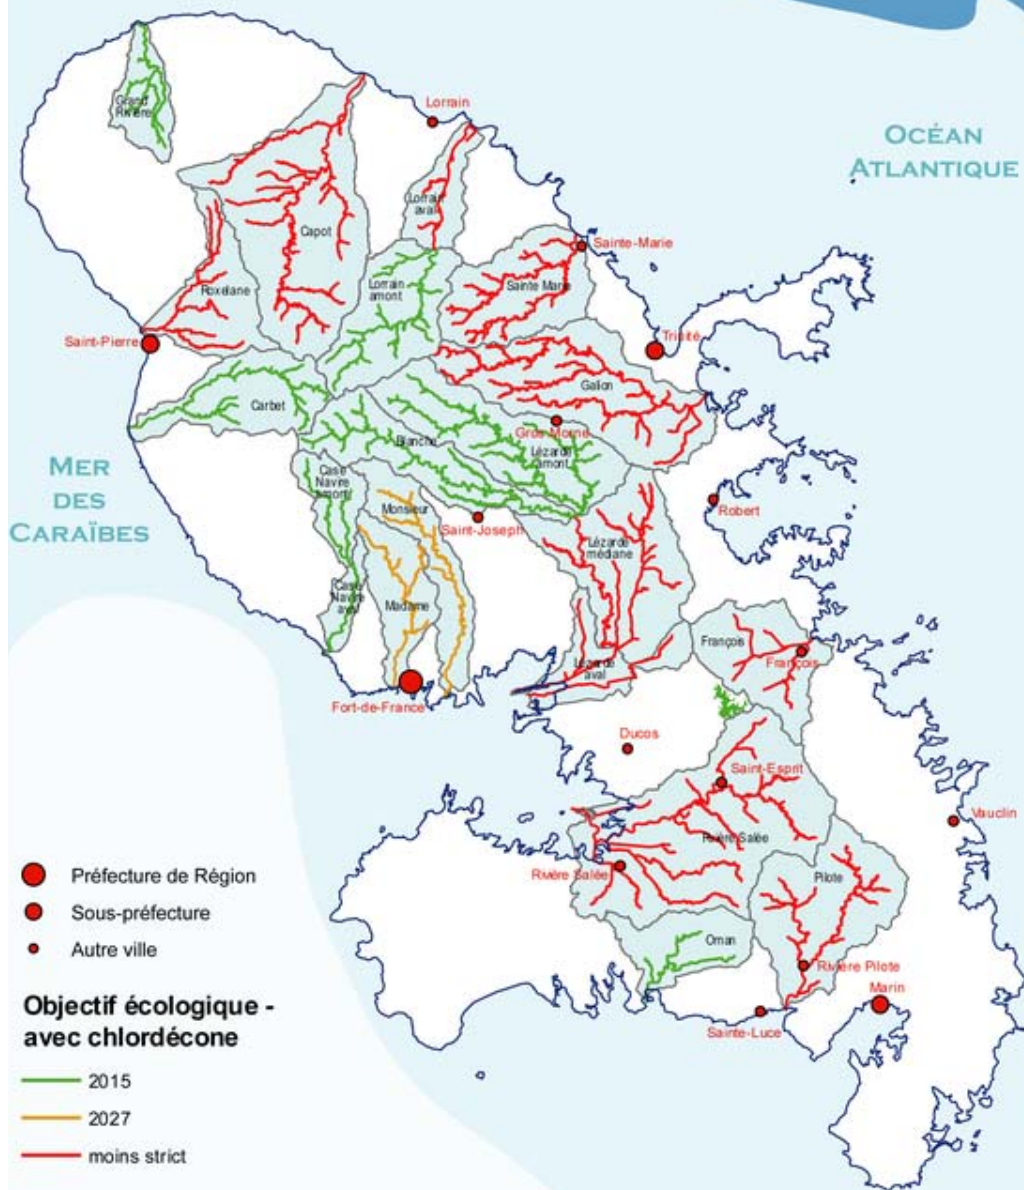 Grand
Rivière
Lorrain
OCÉAN
ATLANTIQUE
Lorrain
aval
Capot
Sainte-Marie
Lorrain
amont
Sainte Marie
Roxelane
Saint-Pierre
Trinité
Galion
Carbet
Gros Morne
Blanche
Lézarde
amont
MER
DES
CARAÏBES
Case
Navire
amont
Monsieur
Saint-Joseph
Robert
Lézarde
médiane
Case
Navire
aval
Madame
François
François
Lézarde
aval
Fort-de-France
Ducos
Saint-Esprit
Vauclin
Rivière Salée
Rivière Salée
Pilote
Oman
Rivière Pilote
Marin
Sainte-Luce
Préfecture de Région
Sous-préfecture
Autre ville
Objectif écologique -
avec chlordécone
2015
2027
moins strict